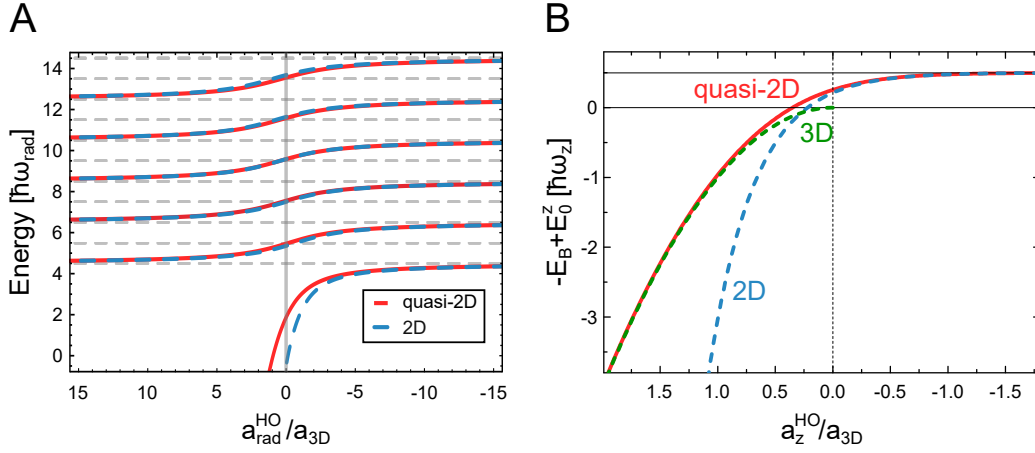 A
Energy [ħω_rad]
14
12
10
8
6
4
2
0
15 10 5 0 -5 -10 -15
a_rad^HO/a_3D
quasi-2D
2D
B
-E_B+E_0^z [ħω_z]
0
-1
-2
-3
1.5 1.0 0.5 0.0 -0.5 -1.0 -1.5
a_z^HO/a_3D
quasi-2D
3D
2D